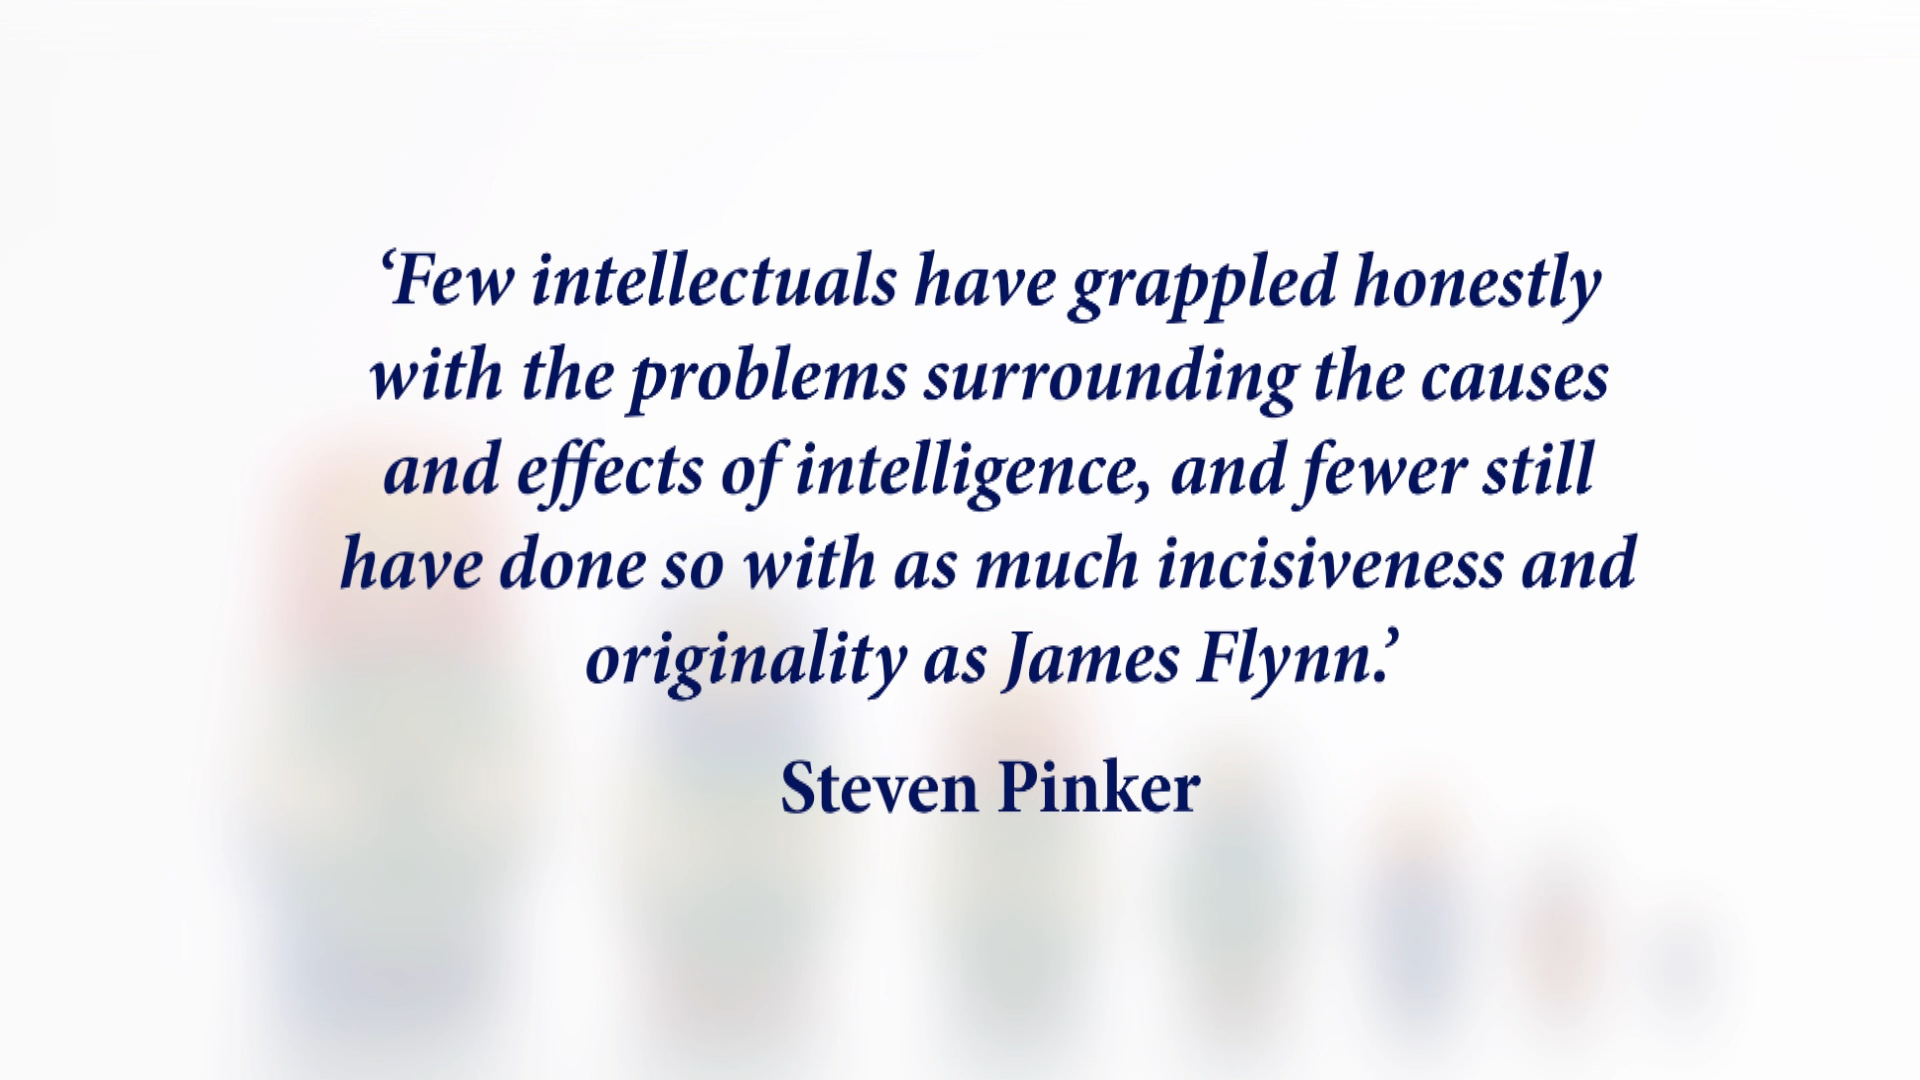 ‘Few intellectuals have grappled honestly
with the problems surrounding the causes
and effects of intelligence, and fewer still
have done so with as much incisiveness and
originality as James Flynn.’
Steven Pinker